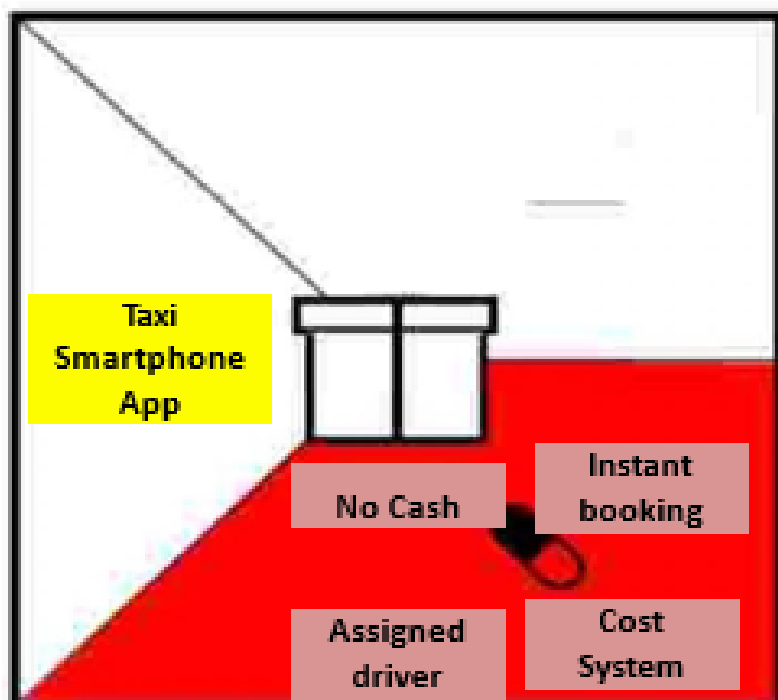 Taxi
Smartphone
App
No Cash
Instant
booking
Assigned
driver
Cost
System